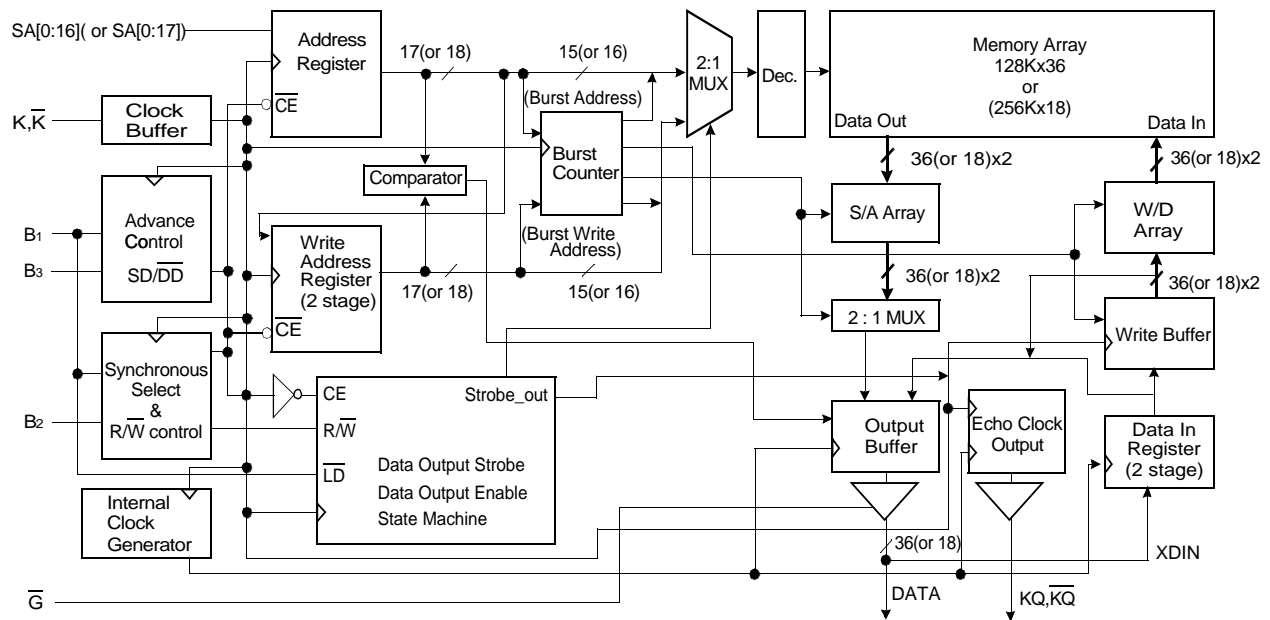 SA[0:16]( or SA[0:17])
Address
Register
CE
17(or 18)
15(or 16)
(Burst Address)
2:1
MUX
Dec.
Memory Array
128Kx36
or
(256Kx18)
Data Out
Data In
K,K
Clock
Buffer
Burst
Counter
Comparator
36(or 18)x2
36(or 18)x2
S/A Array
W/D
Array
B1
B3
Advance
Control
SD/DD
Write
Address
Register
(2 stage)
CE
17(or 18)
(Burst Write
Address)
15(or 16)
36(or 18)x2
36(or 18)x2
2 : 1 MUX
Write Buffer
B2
Synchronous
Select
&
R/W control
CE
Strobe_out
R/W
LD
Data Output Strobe
Data Output Enable
State Machine
Output
Buffer
Echo Clock
Output
Data In
Register
(2 stage)
Internal
Clock
Generator
36(or 18)
XDIN
G
DATA
KQ,KQ